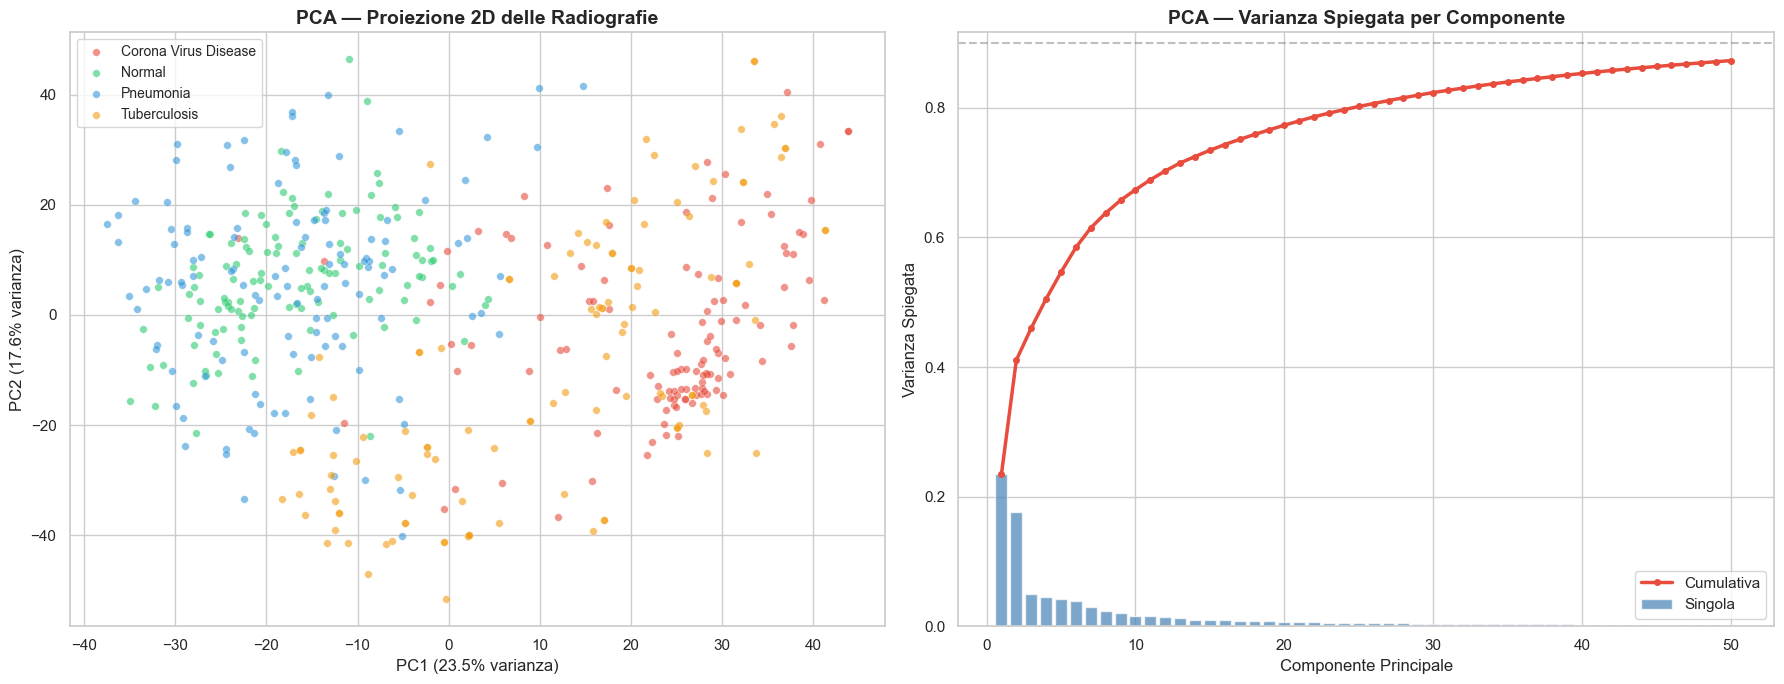 PCA — Proiezione 2D delle Radiografie
Corona Virus Disease
Normal
Pneumonia
Tuberculosis
40
20
0
−20
−40
PC2 (17.6% varianza)
−40 −30 −20 −10 0 10 20 30 40
PC1 (23.5% varianza)
PCA — Varianza Spiegata per Componente
0.8
0.6
0.4
0.2
0.0
Varianza Spiegata
Cumulativa
Singola
0 10 20 30 40 50
Componente Principale